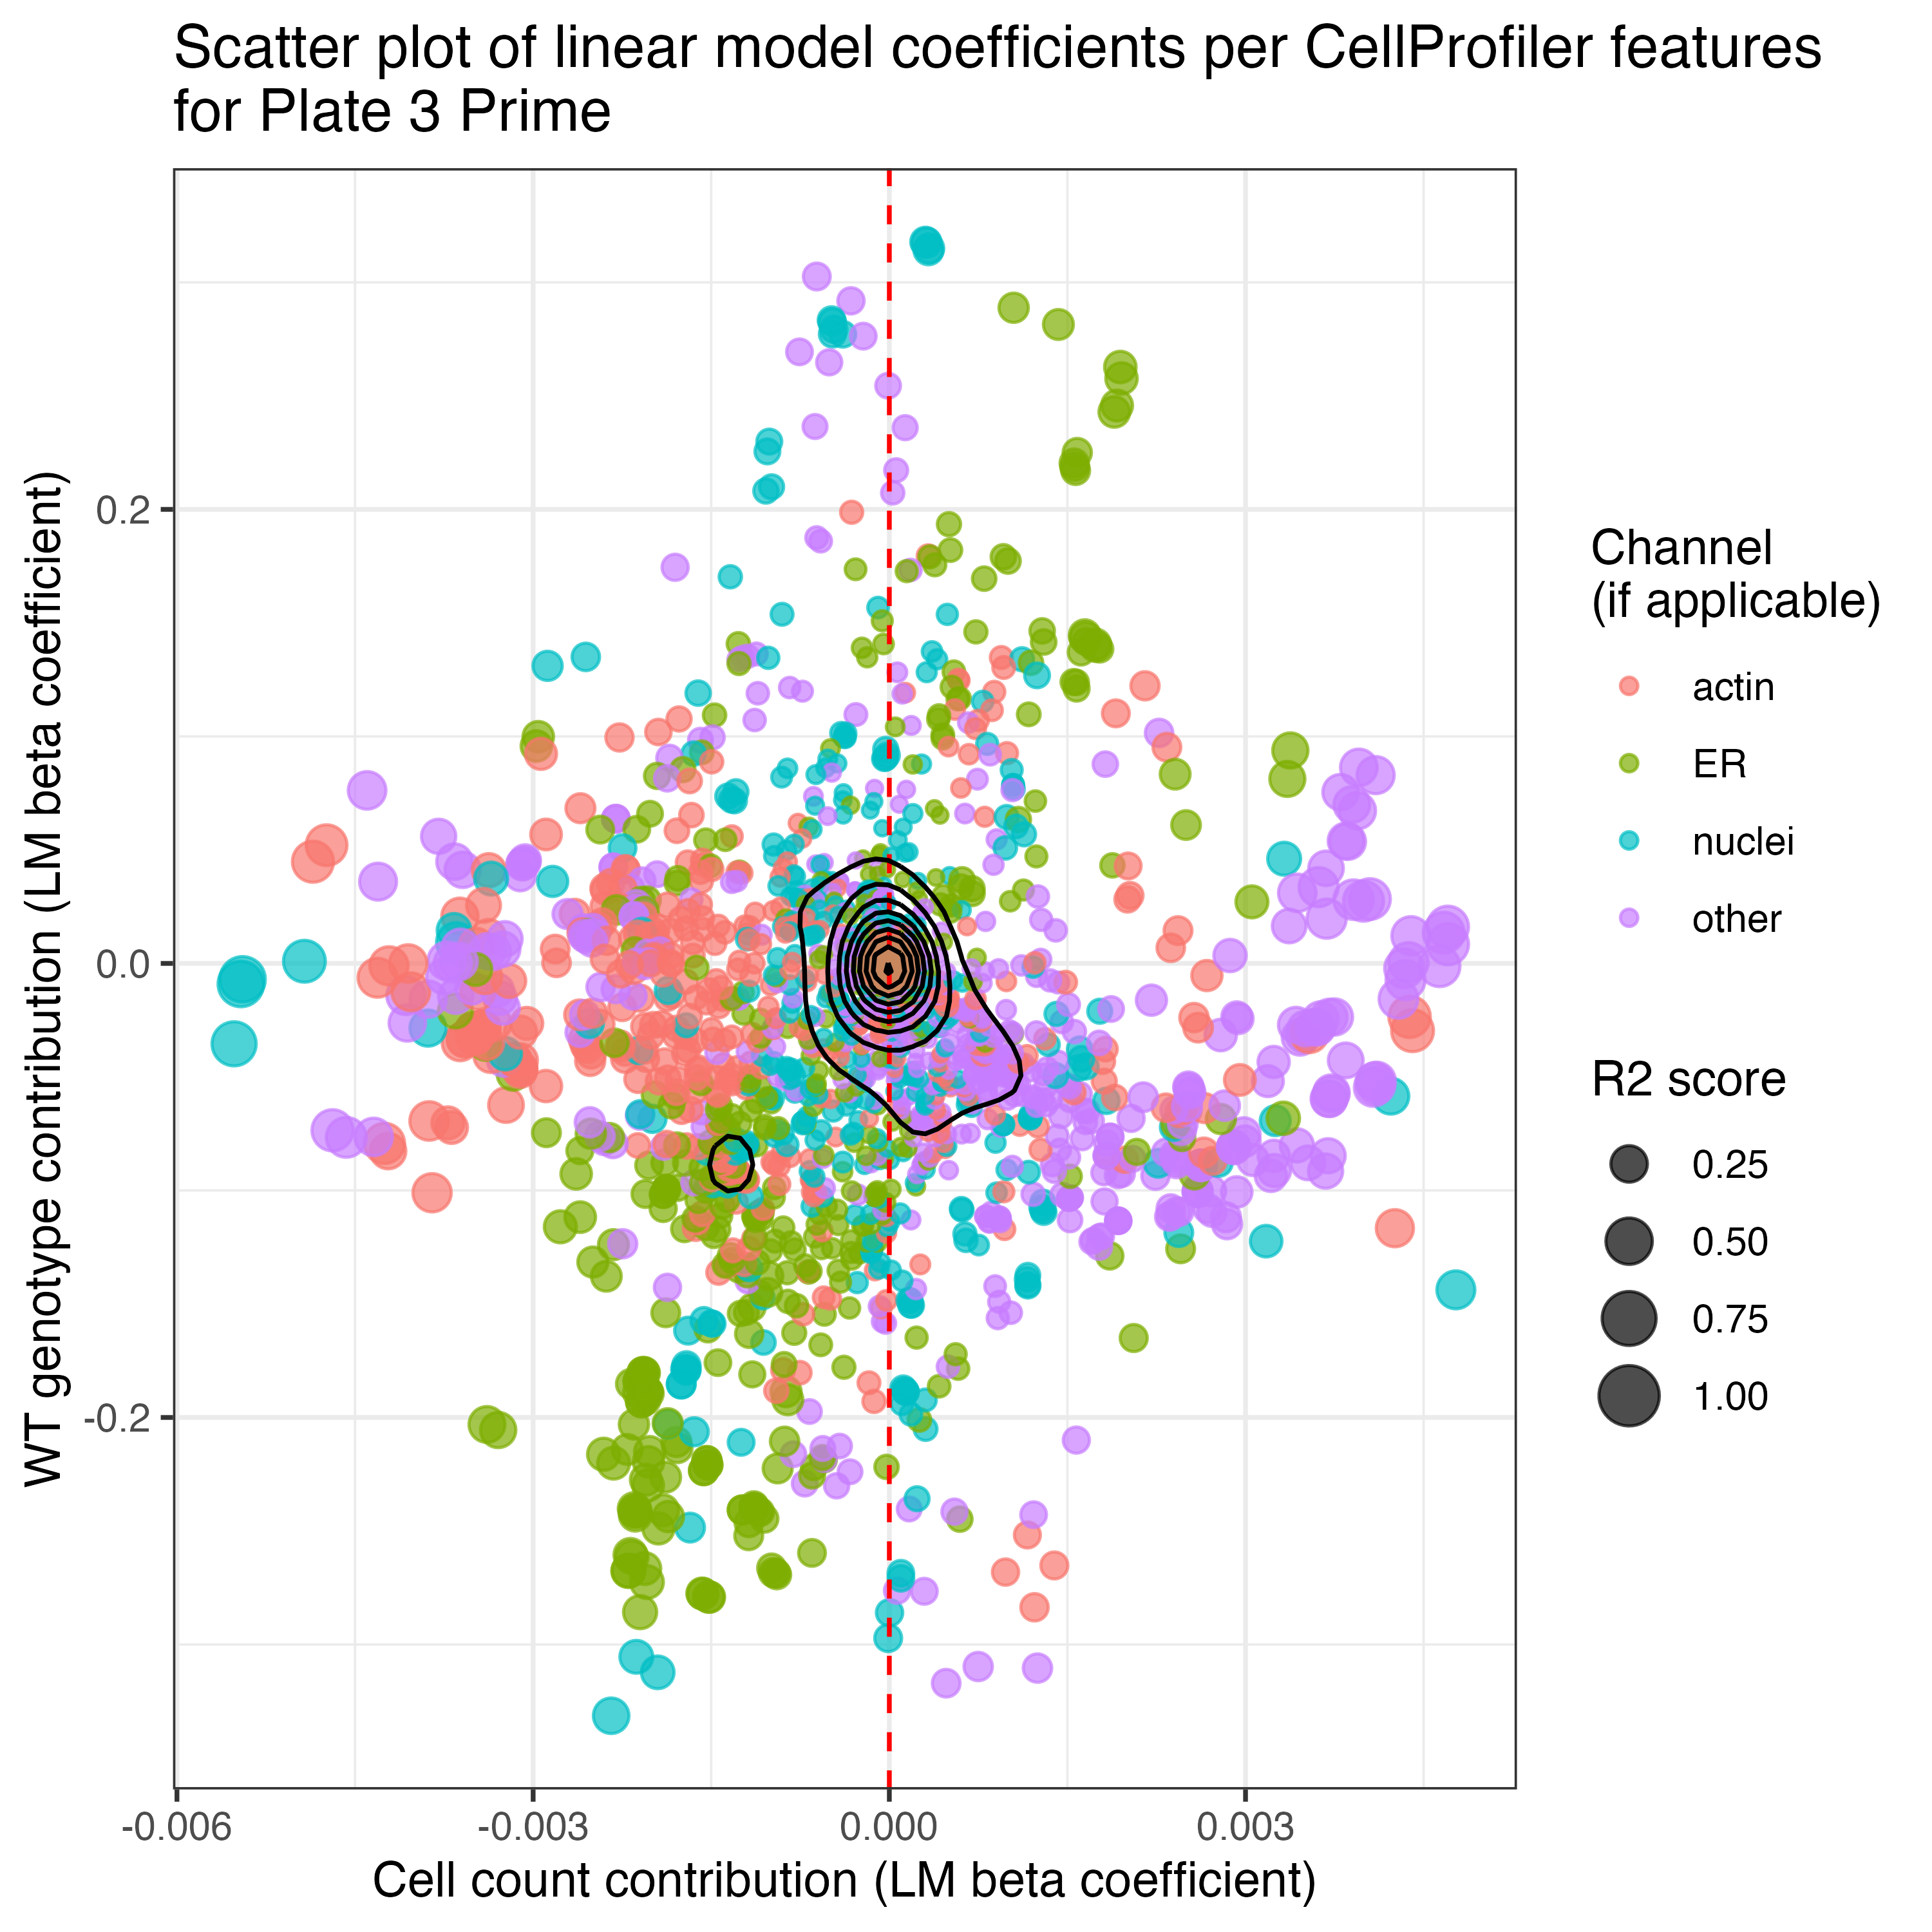 Scatter plot of linear model coefficients per CellProfiler features
for Plate 3 Prime
WT genotype contribution (LM beta coefficient)
0.2
0.0
-0.2
-0.006
-0.003
0.000
0.003
Cell count contribution (LM beta coefficient)
Channel
(if applicable)
actin
ER
nuclei
other
R2 score
0.25
0.50
0.75
1.00